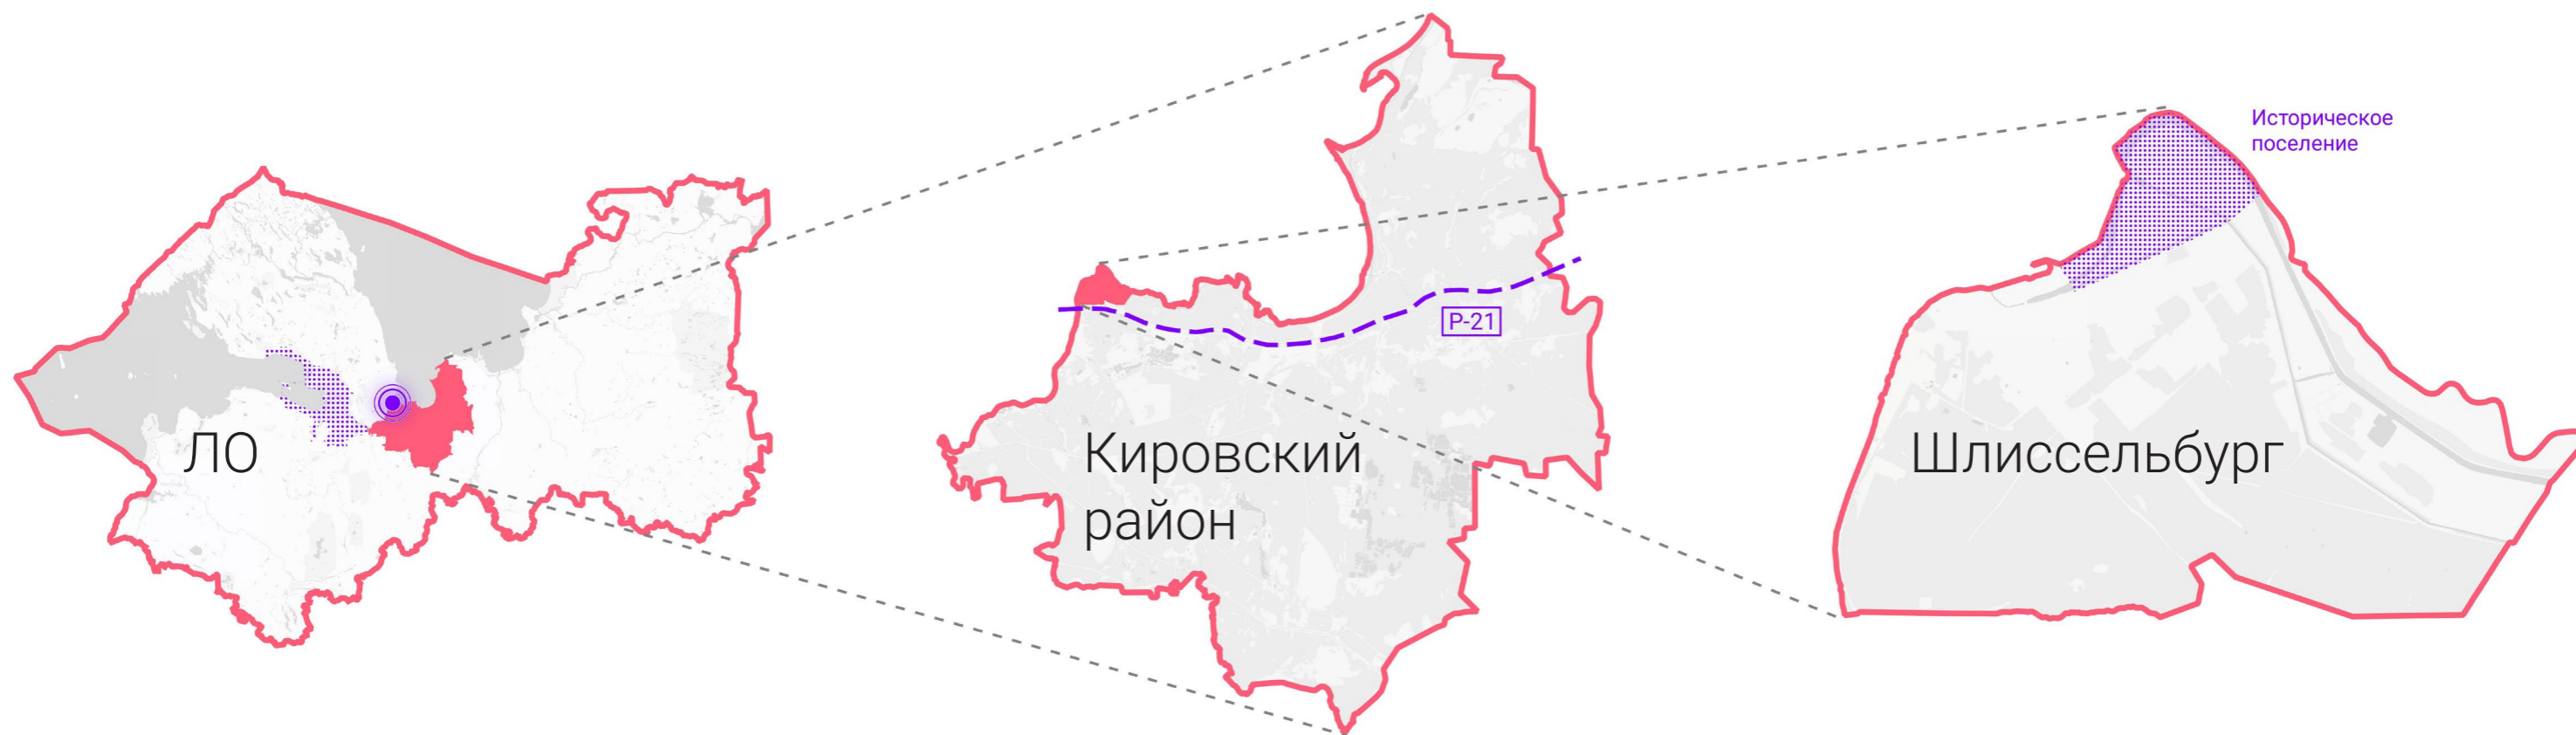 ЛО
Кировский
район
Р-21
Шлиссельбург
Историческое
поселение